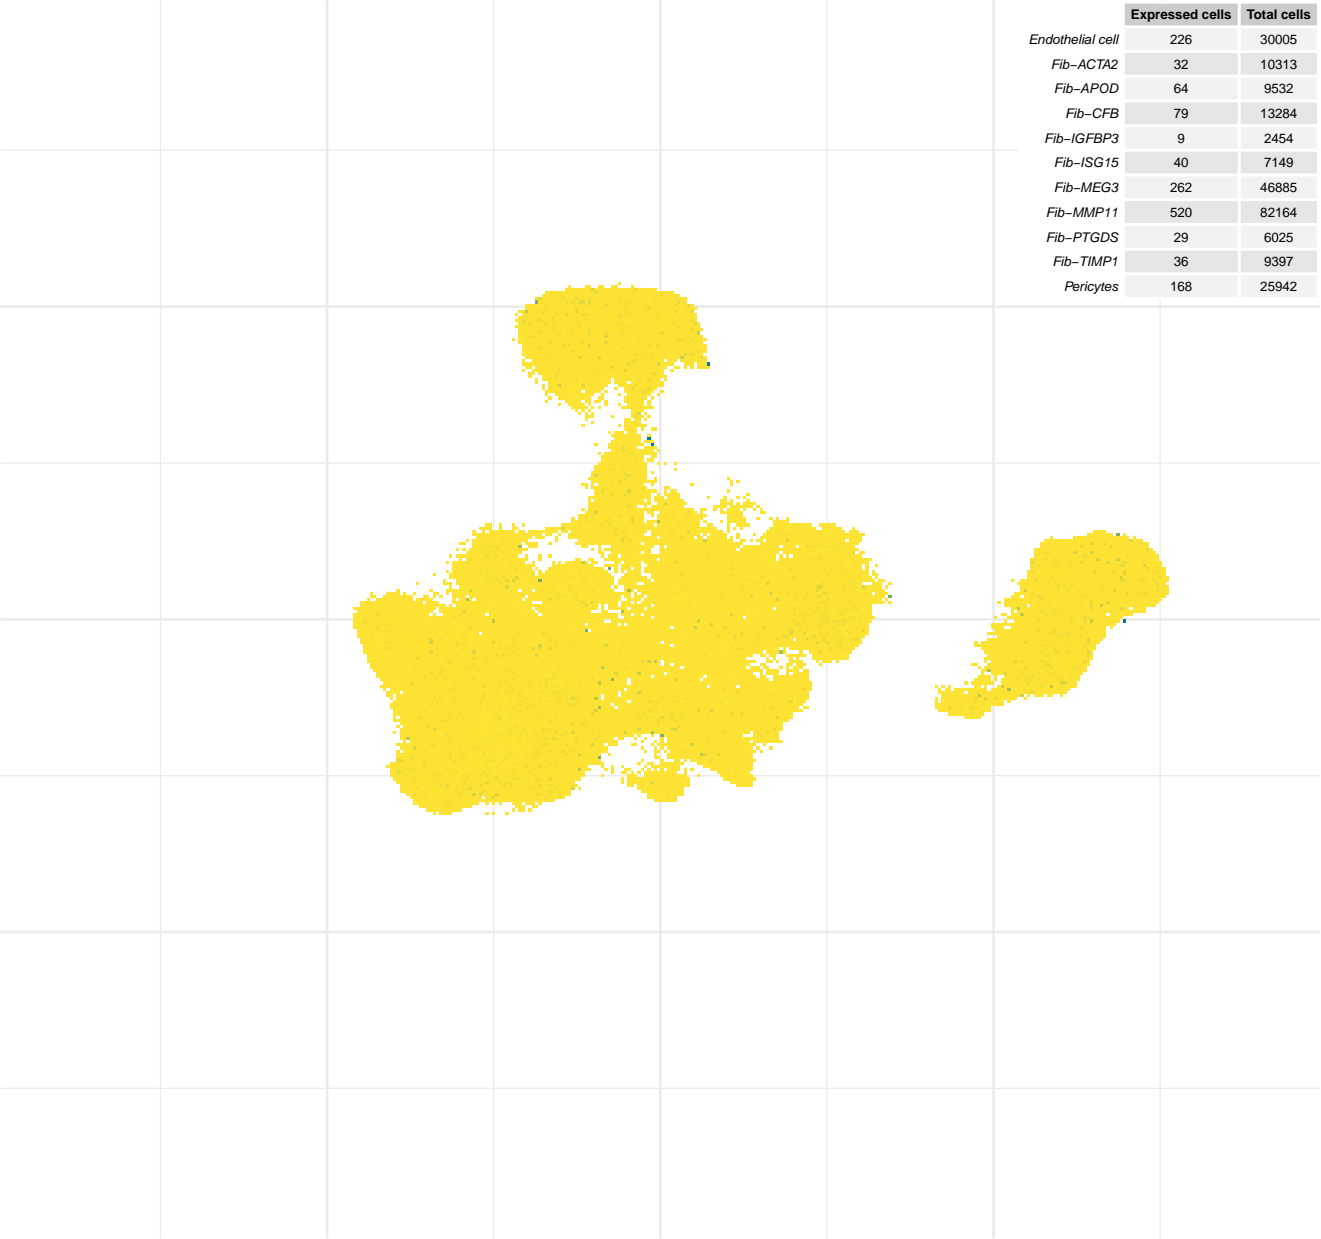 Expressed cells Total cells
Endothelial cell 226 30005
Fib−ACTA2 32 10313
Fib−APOD 64 9532
Fib−CFB 79 13284
Fib−IGFBP3 9 2454
Fib−ISG15 40 7149
Fib−MEG3 262 46885
Fib−MMP11 520 82164
Fib−PTGDS 29 6025
Fib−TIMP1 36 9397
Pericytes 168 25942